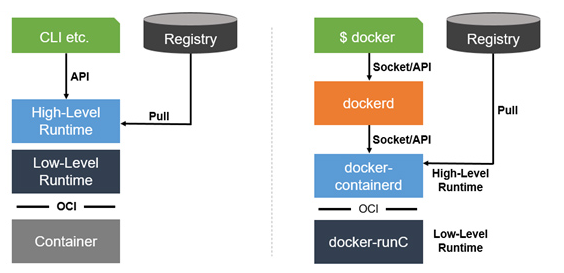 CLI etc.
Registry
API
High-Level
Runtime
Pull
Low-Level
Runtime
OCI
Container
$ docker
Registry
Socket/API
dockerd
Pull
Socket/API
docker-
containerd
High-Level
Runtime
OCI
docker-runC
Low-Level
Runtime